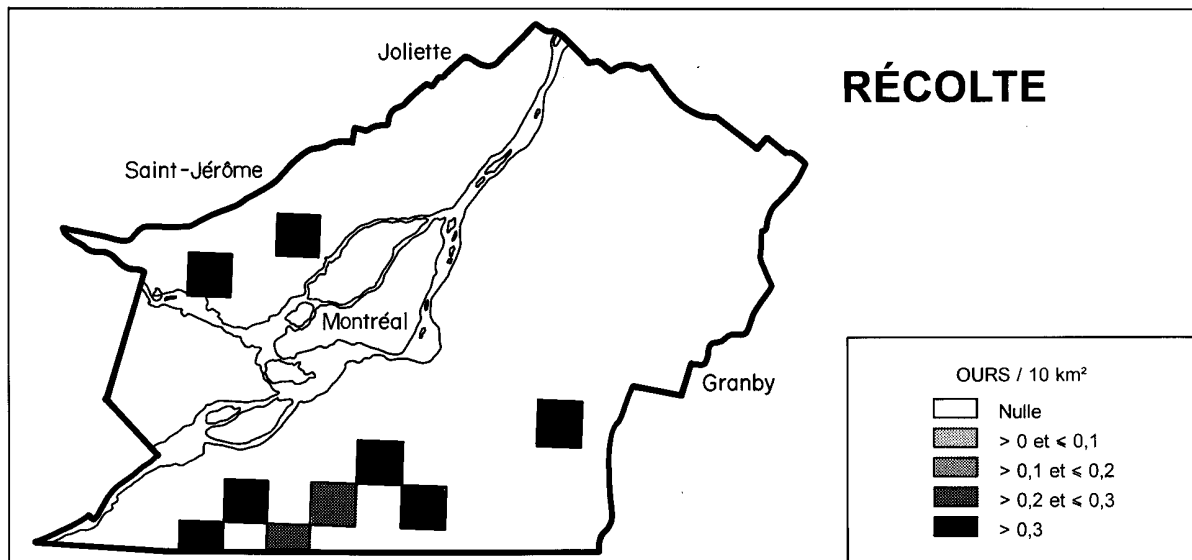 Joliette
RÉCOLTE
Saint-Jérôme
Montréal
Granby
OURS / 10 km²
Nulle
> 0 et ⩽ 0,1
> 0,1 et ⩽ 0,2
> 0,2 et ⩽ 0,3
> 0,3